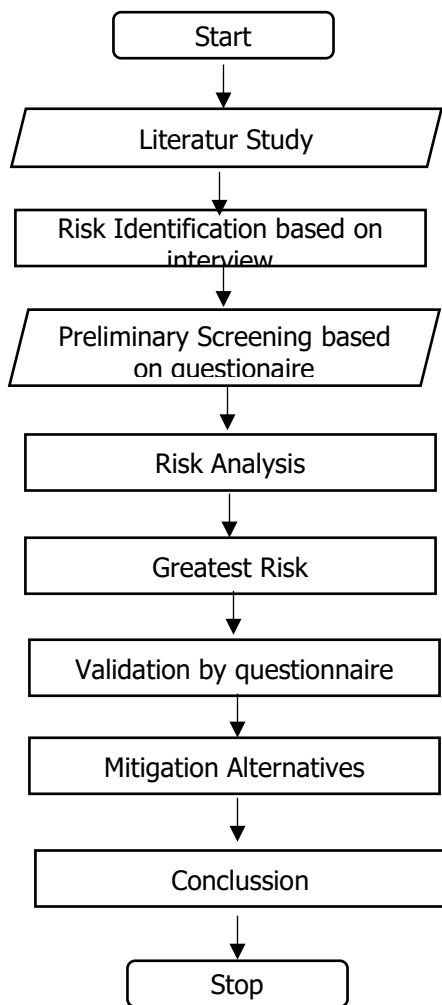 Start
Literatur Study
Risk Identification based on
interview
Preliminary Screening based
on questionaire
Risk Analysis
Greatest Risk
Validation by questionnaire
Mitigation Alternatives
Conclussion
Stop